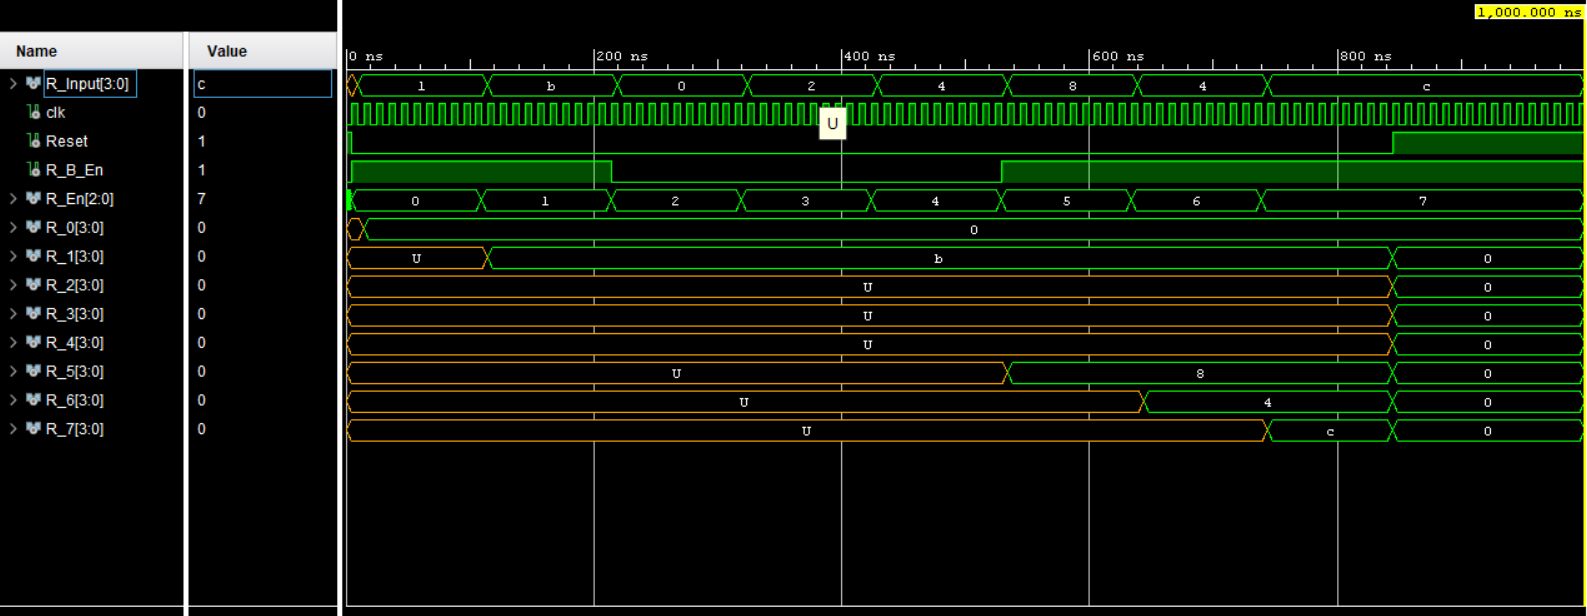 1,000.000 ns
Name Value 0 ns 200 ns 400 ns 600 ns 800 ns
R_Input[3:0] c 1 b 0 2 4 8 4 c
clk 0 U
Reset 1
R_B_En 1
R_En[2:0] 7 0 1 2 3 4 5 6 7
R_0[3:0] 0 0
R_1[3:0] 0 U b 0
R_2[3:0] 0 U 0
R_3[3:0] 0 U 0
R_4[3:0] 0 U 0
R_5[3:0] 0 U 8 0
R_6[3:0] 0 U 4 0
R_7[3:0] 0 U c 0